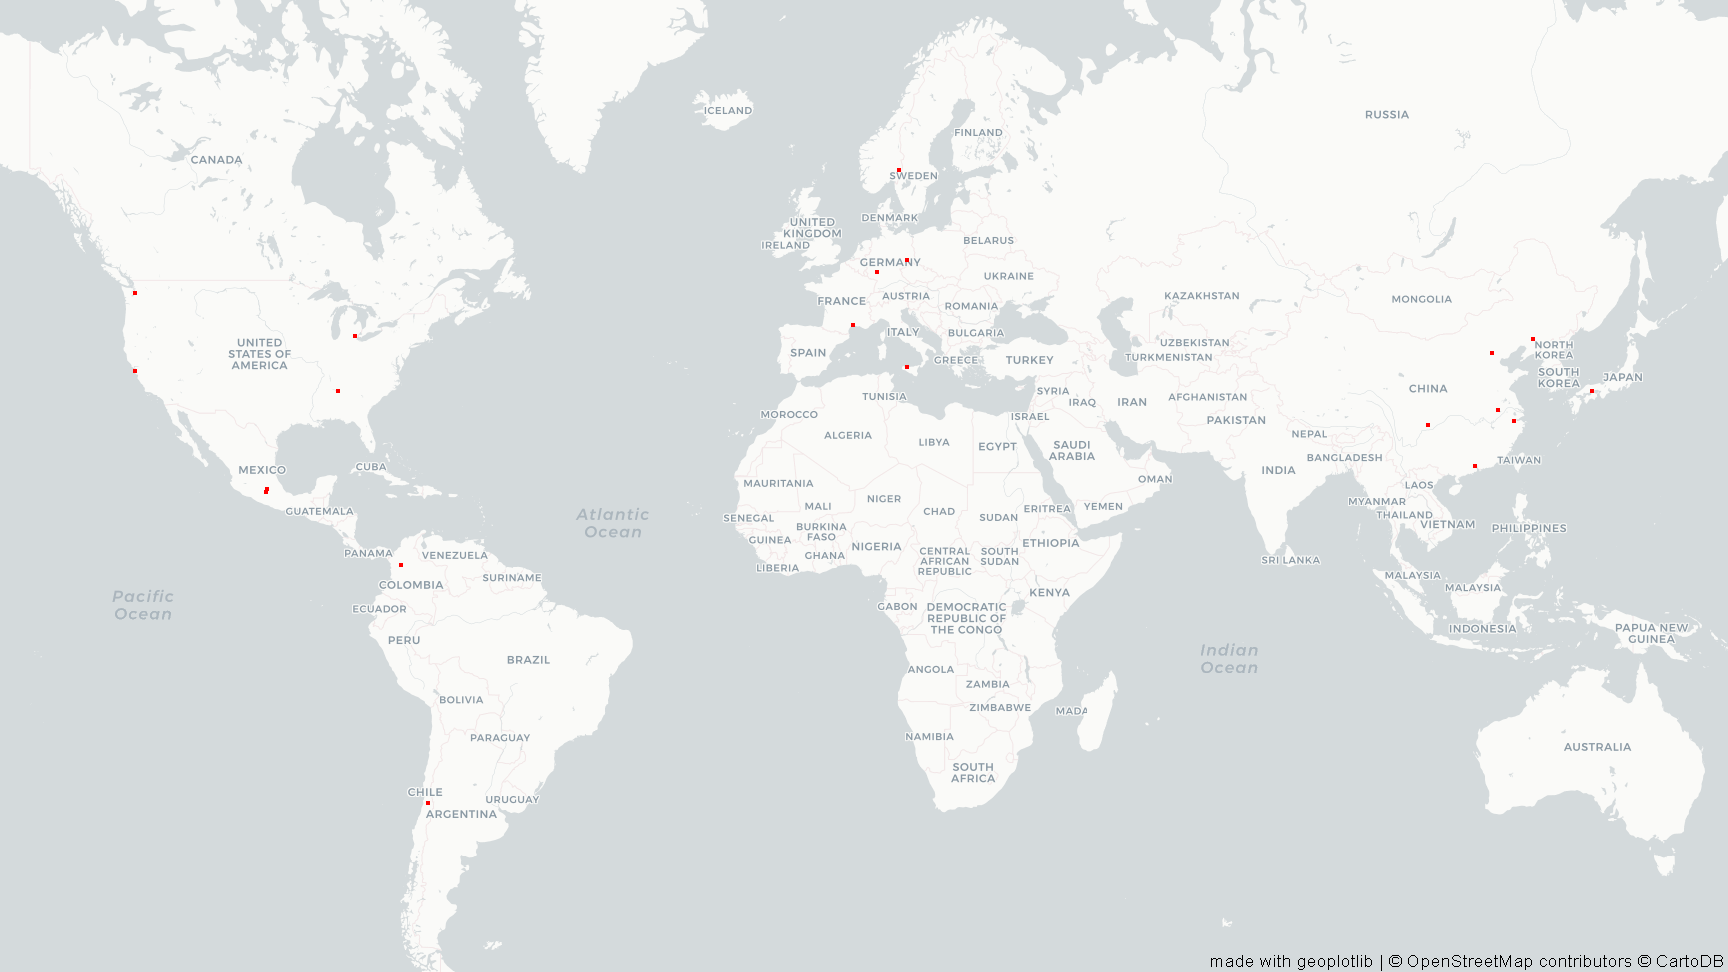 ICELAND
RUSSIA
FINLAND
CANADA
SWEDEN
DENMARK
UNITED
KINGDOM
IRELAND
BELARUS
GERMANY
UKRAINE
AUSTRIA
FRANCE
ROMANIA
KAZAKHSTAN
MONGOLIA
ITALY
BULGARIA
UNITED
STATES OF
AMERICA
UZBEKISTAN
NORTH
KOREA
SPAIN
GREECE
TURKEY
TURKMENISTAN
SOUTH
KOREA
JAPAN
CHINA
TUNISIA
SYRIA
IRAQ
IRAN
AFGHANISTAN
MOROCCO
ISRAEL
PAKISTAN
ALGERIA
LIBYA
EGYPT
SAUDI
ARABIA
NEPAL
BANGLADESH
TAIWAN
MEXICO
CUBA
INDIA
OMAN
MAURITANIA
LAOS
NIGER
MALI
CHAD
SUDAN
ERITREA
YEMEN
MYANMAR
THAILAND
VIETNAM
PHILIPPINES
GUATEMALA
Atlantic
Ocean
SENEGAL
BURKINA
FASO
GUINEA
GHANA
NIGERIA
CENTRAL
AFRICAN
REPUBLIC
SOUTH
SUDAN
ETHIOPIA
PANAMA
VENEZUELA
LIBERIA
SRI LANKA
MALAYSIA
MALAYSIA
COLOMBIA
SURINAME
Pacific
Ocean
ECUADOR
GABON
DEMOCRATIC
REPUBLIC OF
THE CONGO
KENYA
INDONESIA
PAPUA NEW
GUINEA
PERU
BRAZIL
Indian
Ocean
ANGOLA
ZAMBIA
BOLIVIA
ZIMBABWE
MADA
PARAGUAY
NAMIBIA
AUSTRALIA
SOUTH
AFRICA
CHILE
URUGUAY
ARGENTINA
made with geoplotlib | © OpenStreetMap contributors © CartoDB